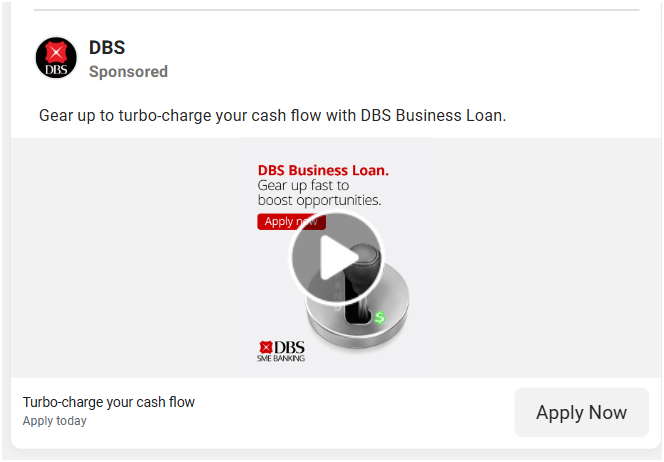 DBS
DBS
Sponsored
Gear up to turbo-charge your cash flow with DBS Business Loan.
DBS Business Loan.
Gear up fast to
boost opportunities.
Apply now
$
DBS
SME BANKING
Turbo-charge your cash flow
Apply today
Apply Now